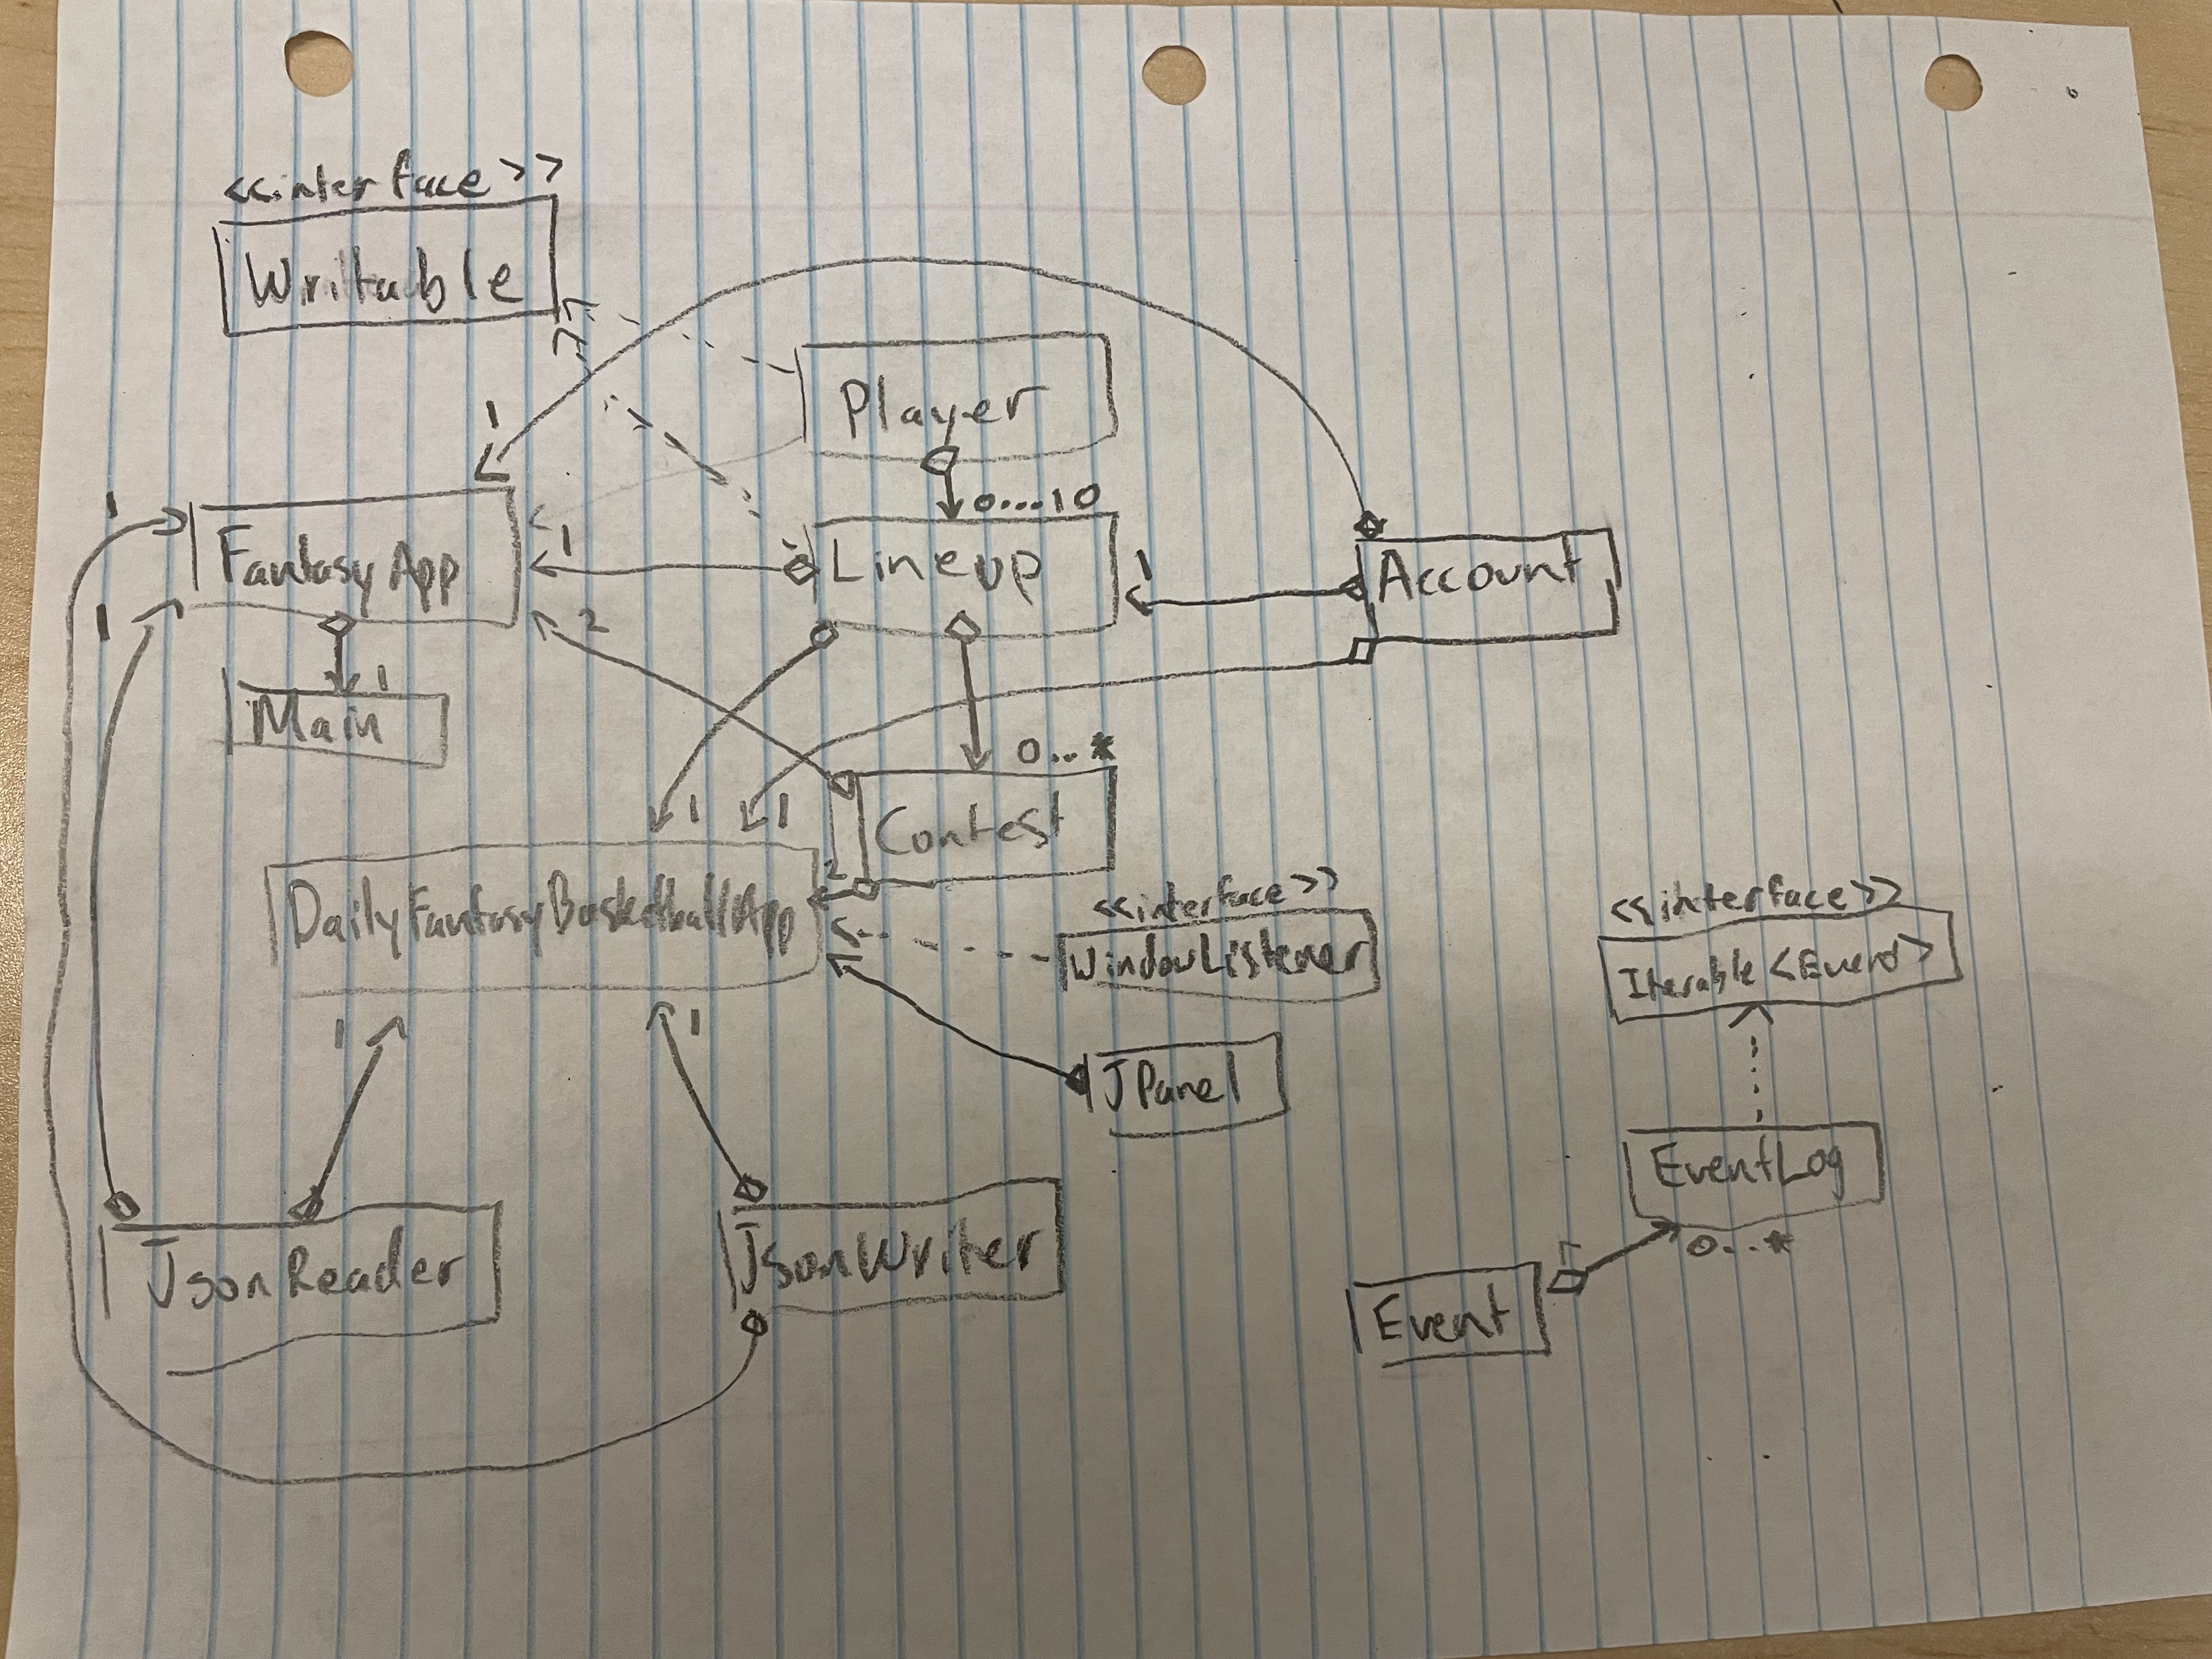 <<interface>>
Writable
1
1
FantasyApp
1
1
2
1
Main
Player
0...10
Lineup
1
Account
0...*
Contest
2
1
1
DailyFantasyBasketballApp
1
1
<<interface>>
WindowListener
JPanel
JsonReader
JsonWriter
<<interface>>
Iterable<Event>
Event
EventLog
0..*